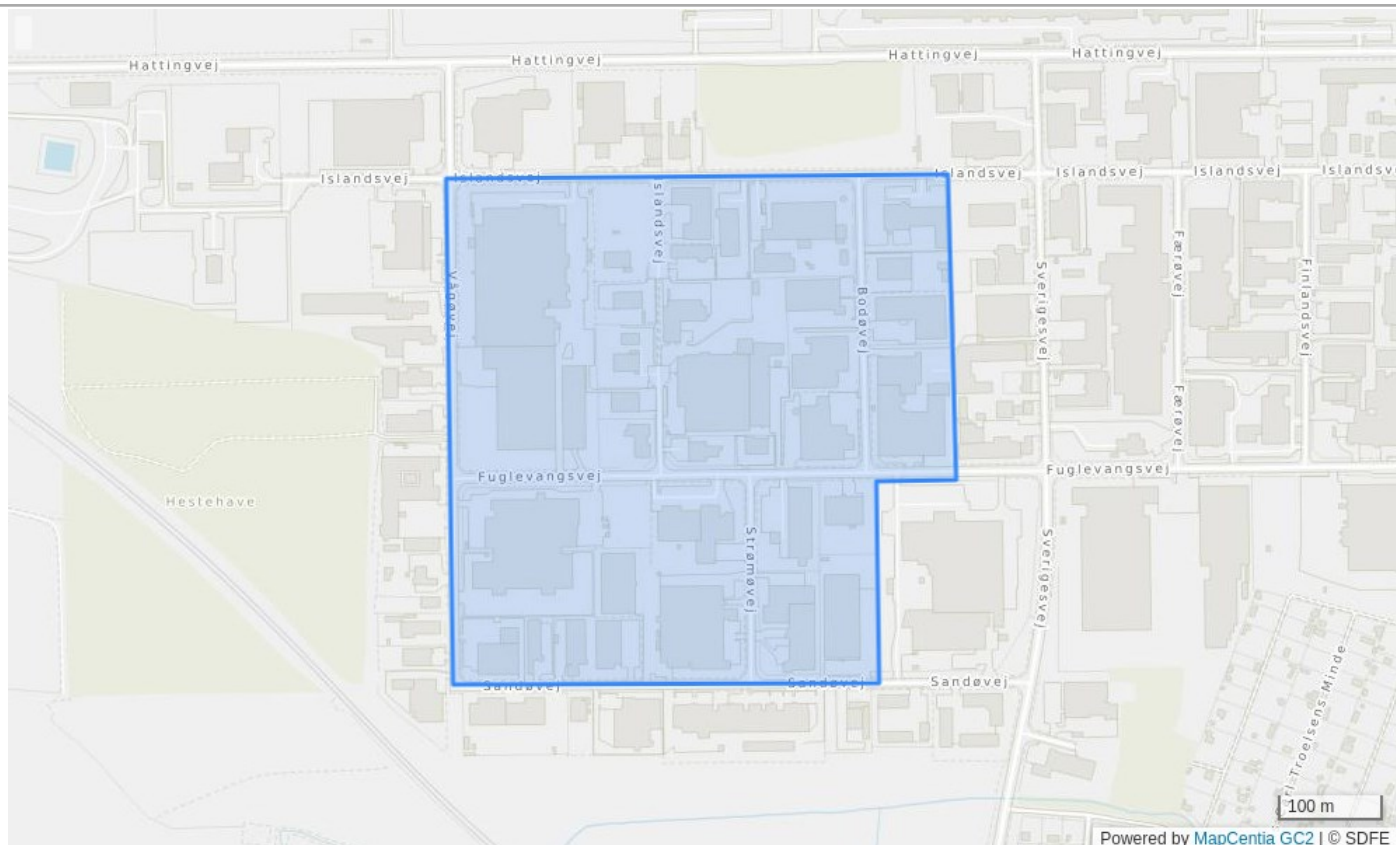 Hattingvej
Hattingvej
Hattingvej
Hattingvej
Islandsvej
Islandsvej
Islandsvej
Islandsvej
Islandsvej
Islandsvej
Vågøvej
Bodøvej
Sverigesvej
Færøvej
Finlandsvej
Færøvej
Fuglevangsvej
Fuglevangsvej
Hestehave
Strømøvej
Sverigesvej
Sandøvej
Sandøvej
Sandøvej
Troelsens Minde
100 m
Powered by MapCentia GC2 | © SDFE